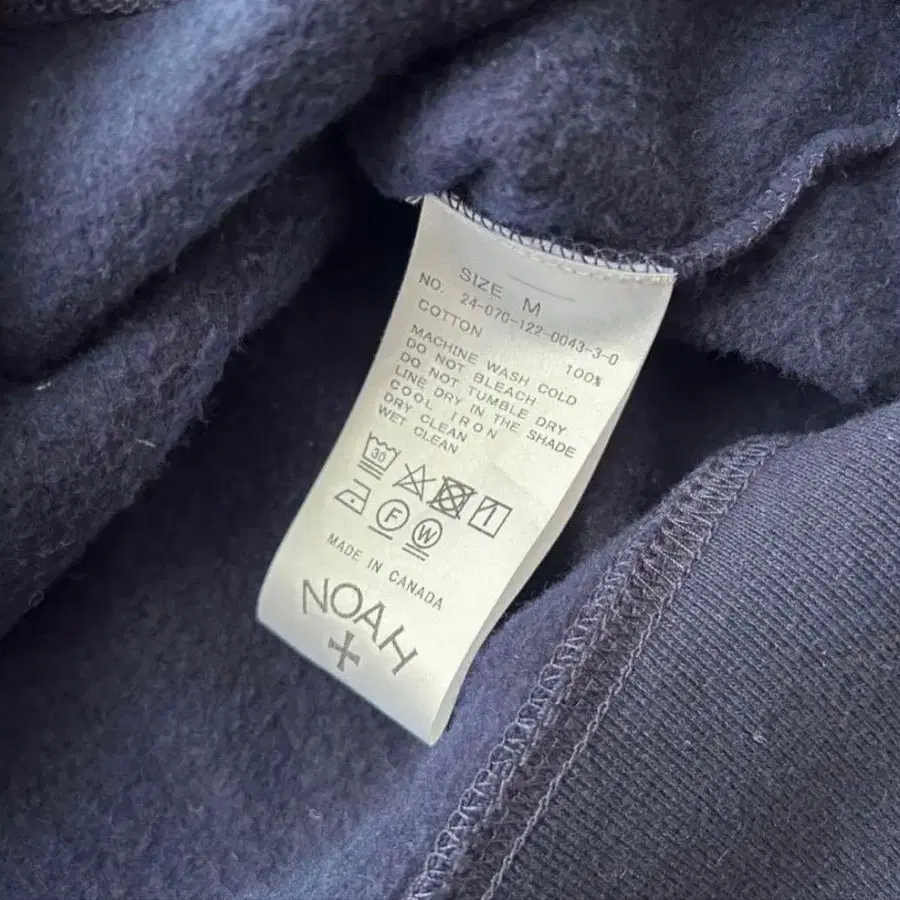 SIZE M
NO. 24-070-122-0043-3-0
COTTON 100%
MACHINE WASH COLD
DO NOT BLEACH
DO NOT TUMBLE DRY
LINE DRY IN THE SHADE
COOL IRON
DRY CLEAN
WET CLEAN
30
F W
MADE IN CANADA
NOAH